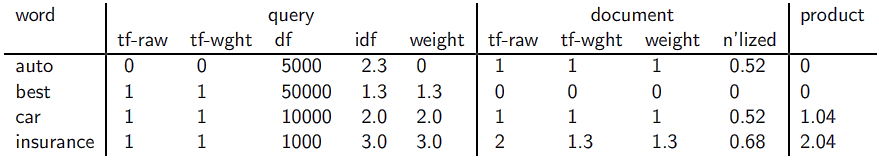 word query document product
tf-raw tf-wght df idf weight tf-raw tf-wght weight n'lized
auto 0 0 5000 2.3 0 1 1 1 0.52 0
best 1 1 50000 1.3 1.3 0 0 0 0 0
car 1 1 10000 2.0 2.0 1 1 1 0.52 1.04
insurance 1 1 1000 3.0 3.0 2 1.3 1.3 0.68 2.04